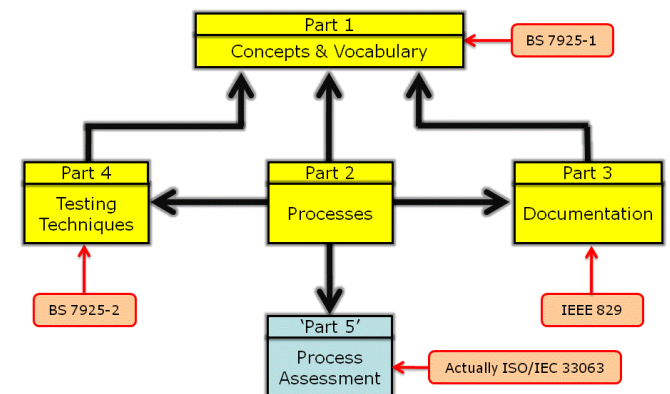 Part 1
Concepts & Vocabulary
BS 7925-1
Part 4
Testing
Techniques
Part 2
Processes
Part 3
Documentation
BS 7925-2
IEEE 829
‘Part 5’
Process
Assessment
Actually ISO/IEC 33063